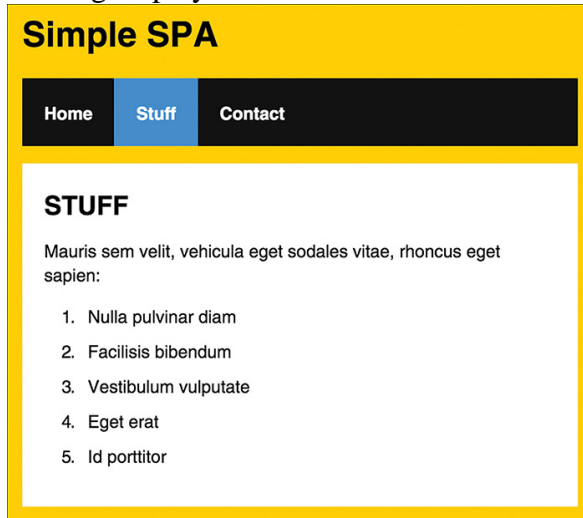 Simple SPA
Home Stuff Contact
STUFF
Mauris sem velit, vehicula eget sodales vitae, rhoncus eget
sapien:
1. Nulla pulvinar diam
2. Facilisis bibendum
3. Vestibulum vulputate
4. Eget erat
5. Id porttitor